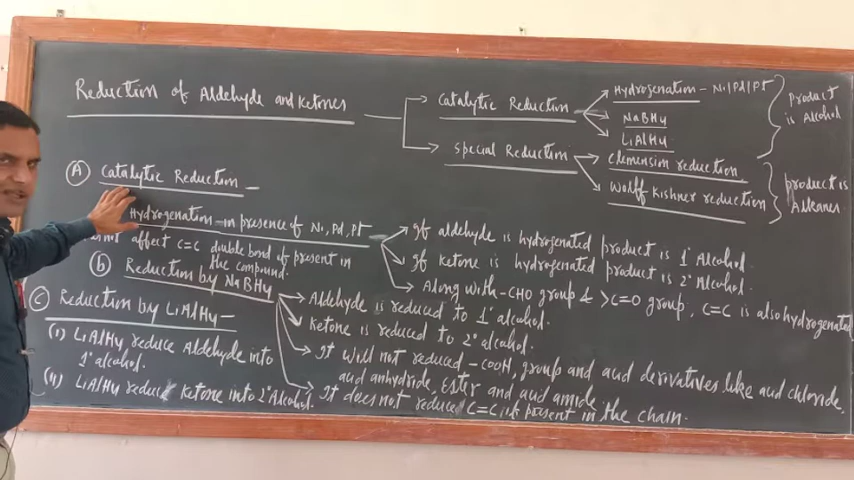 Reduction of Aldehyde and Ketones
Catalytic Reduction
Hydrogenation - Ni/Pd/Pt
NaBH4
LiAlH4
Product is Alcohol
Special Reduction
Clemension reduction
Wolff Kishner reduction
product is Alkanes
(A) Catalytic Reduction -
Hydrogenation - in presence of Ni, Pd, Pt
If aldehyde is hydrogenated product is 1° Alcohol.
If ketone is hydrogenated product is 2° Alcohol.
Along with -CHO group & >C=O group, C=C is also hydrogenated
not affect C=C double bond if present in
the compound.
(b) Reduction by NaBH4
Aldehyde is reduced to 1° alcohol.
Ketone is reduced to 2° alcohol.
It will not reduced -COOH, group and acid derivatives like acid chloride,
acid anhydride, Ester and acid amide.
It does not reduce C=C is present in the chain.
(C) Reduction by LiAlH4 -
(i) LiAlH4 reduce Aldehyde into
1° alcohol.
(ii) LiAlH4 reduce ketone into 2° Alcohol.